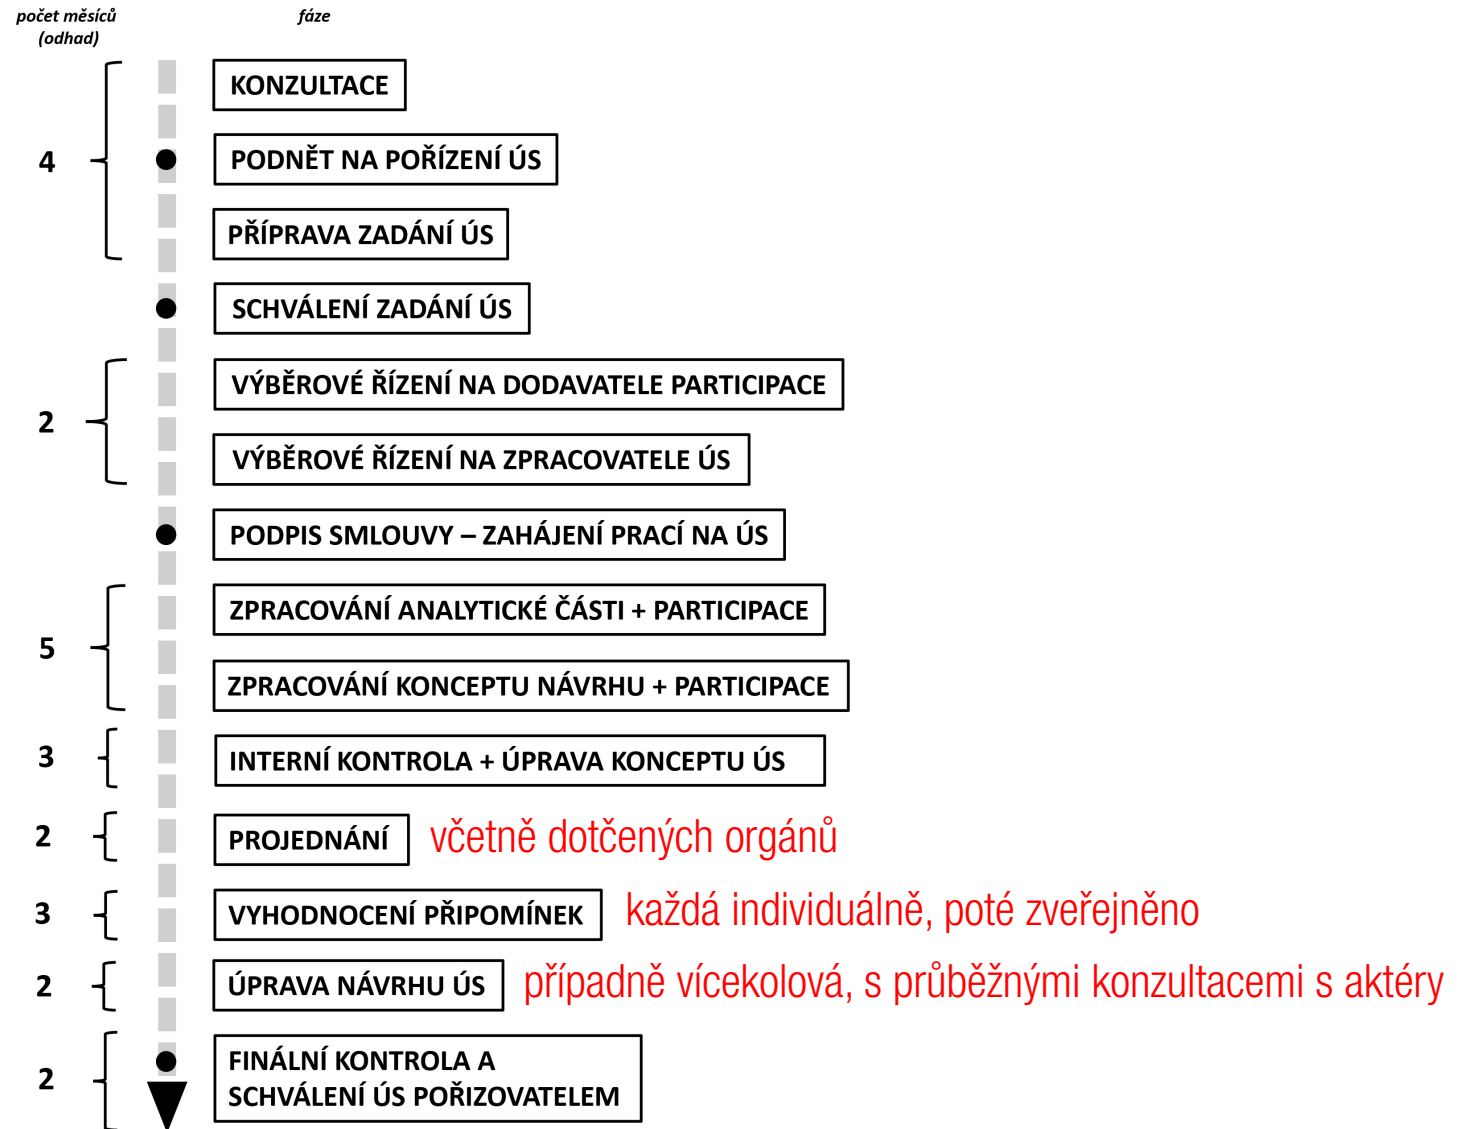 počet měsíců
(odhad)
fáze
KONZULTACE
4
PODNĚT NA POŘÍZENÍ ÚS
PŘÍPRAVA ZADÁNÍ ÚS
SCHVÁLENÍ ZADÁNÍ ÚS
VÝBĚROVÉ ŘÍZENÍ NA DODAVATELE PARTICIPACE
2
VÝBĚROVÉ ŘÍZENÍ NA ZPRACOVATELE ÚS
PODPIS SMLOUVY – ZAHÁJENÍ PRACÍ NA ÚS
ZPRACOVÁNÍ ANALYTICKÉ ČÁSTI + PARTICIPACE
5
ZPRACOVÁNÍ KONCEPTU NÁVRHU + PARTICIPACE
3 INTERNÍ KONTROLA + ÚPRAVA KONCEPTU ÚS
2 PROJEDNÁNÍ včetně dotčených orgánů
3 VYHODNOCENÍ PŘIPOMÍNEK každá individuálně, poté zveřejněno
2 ÚPRAVA NÁVRHU ÚS případně vícekolová, s průběžnými konzultacemi s aktéry
2
FINÁLNÍ KONTROLA A
SCHVÁLENÍ ÚS POŘIZOVATELEM